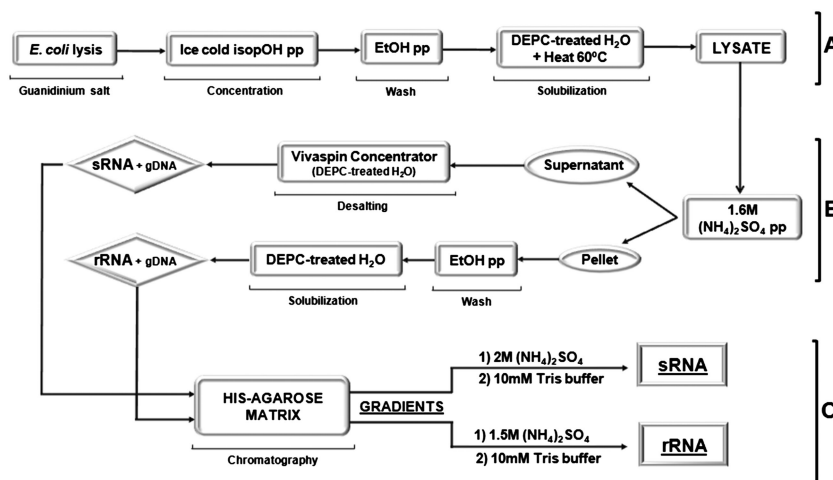 E. coli lysis
Guanidinium salt
Ice cold isopOH pp
Concentration
EtOH pp
Wash
DEPC-treated H₂O
+ Heat 60ºC
Solubilization
LYSATE
A
sRNA + gDNA
Vivaspin Concentrator
(DEPC-treated H₂O)
Desalting
Supernatant
1.6M
(NH₄)₂SO₄ pp
rRNA + gDNA
DEPC-treated H₂O
Solubilization
EtOH pp
Wash
Pellet
HIS-AGAROSE
MATRIX
Chromatography
GRADIENTS
1) 2M (NH₄)₂SO₄
2) 10mM Tris buffer
sRNA
1) 1.5M (NH₄)₂SO₄
2) 10mM Tris buffer
rRNA
C